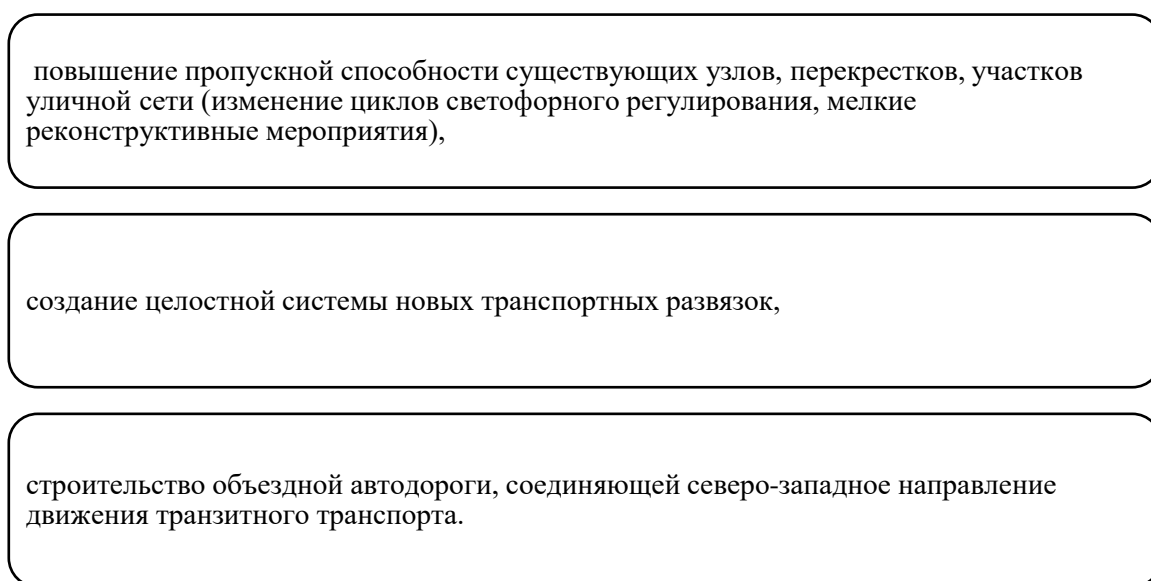 повышение пропускной способности существующих узлов, перекрестков, участков
уличной сети (изменение циклов светофорного регулирования, мелкие
реконструктивные мероприятия),
создание целостной системы новых транспортных развязок,
строительство объездной автодороги, соединяющей северо-западное направление
движения транзитного транспорта.